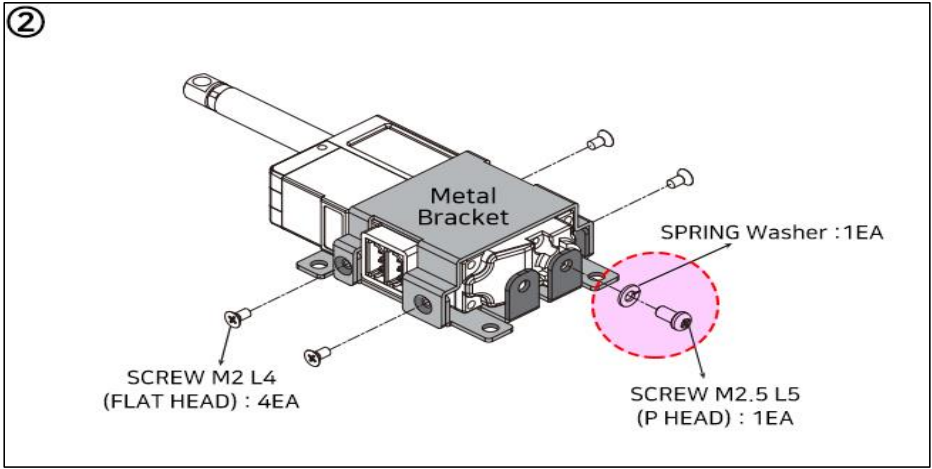 ②
Metal
Bracket
SPRING Washer : 1EA
SCREW M2 L4
(FLAT HEAD) : 4EA
SCREW M2.5 L5
(P HEAD) : 1EA